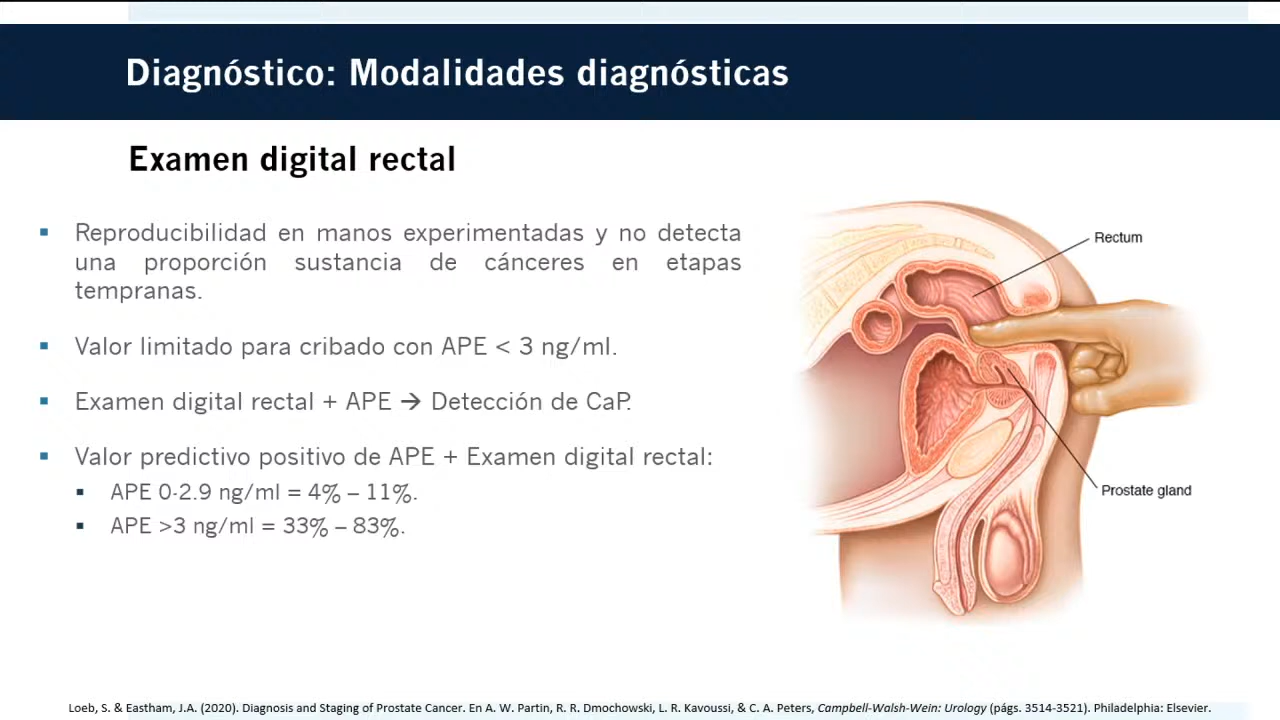 Diagnóstico: Modalidades diagnósticas
Examen digital rectal
▪ Reproducibilidad en manos experimentadas y no detecta
una proporción sustancia de cánceres en etapas
tempranas.
▪ Valor limitado para cribado con APE < 3 ng/ml.
▪ Examen digital rectal + APE → Detección de CaP.
▪ Valor predictivo positivo de APE + Examen digital rectal:
▪ APE 0-2.9 ng/ml = 4% – 11%.
▪ APE >3 ng/ml = 33% – 83%.
Rectum
Prostate gland
Loeb, S. & Eastham, J.A. (2020). Diagnosis and Staging of Prostate Cancer. En A. W. Partin, R. R. Dmochowski, L. R. Kavoussi, & C. A. Peters, Campbell-Walsh-Wein: Urology (págs. 3514-3521). Philadelphia: Elsevier.